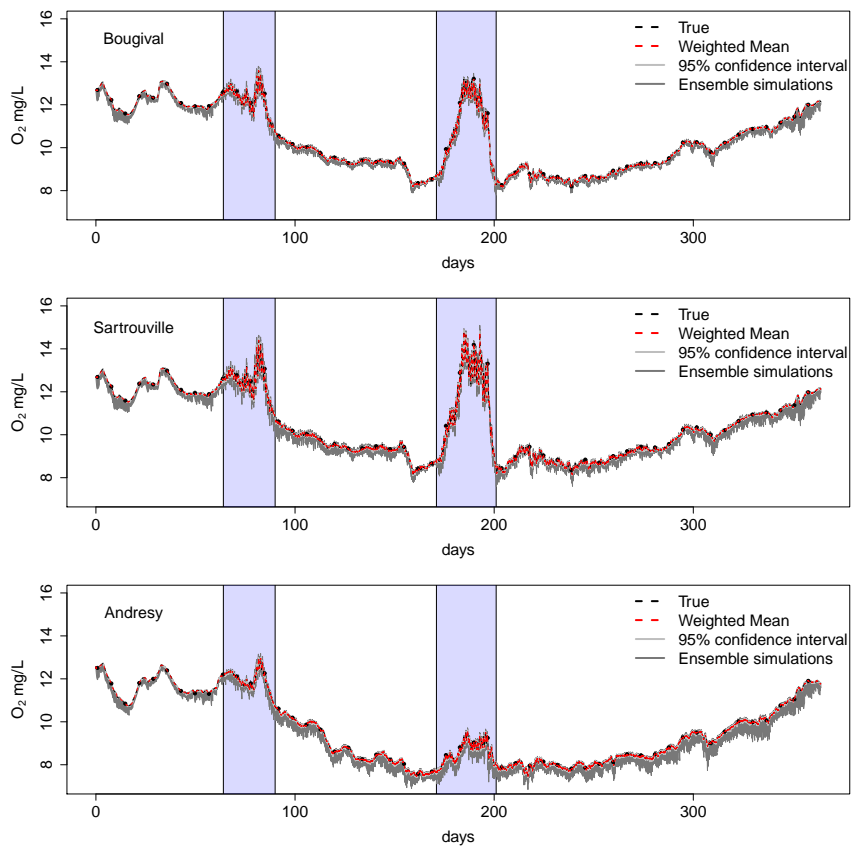 16
14
12
10
8
O2 mg/L
Bougival
True
Weighted Mean
95% confidence interval
Ensemble simulations
0
100
200
300
days
16
14
12
10
8
O2 mg/L
Sartrouville
True
Weighted Mean
95% confidence interval
Ensemble simulations
0
100
200
300
days
16
14
12
10
8
O2 mg/L
Andresy
True
Weighted Mean
95% confidence interval
Ensemble simulations
0
100
200
300
days